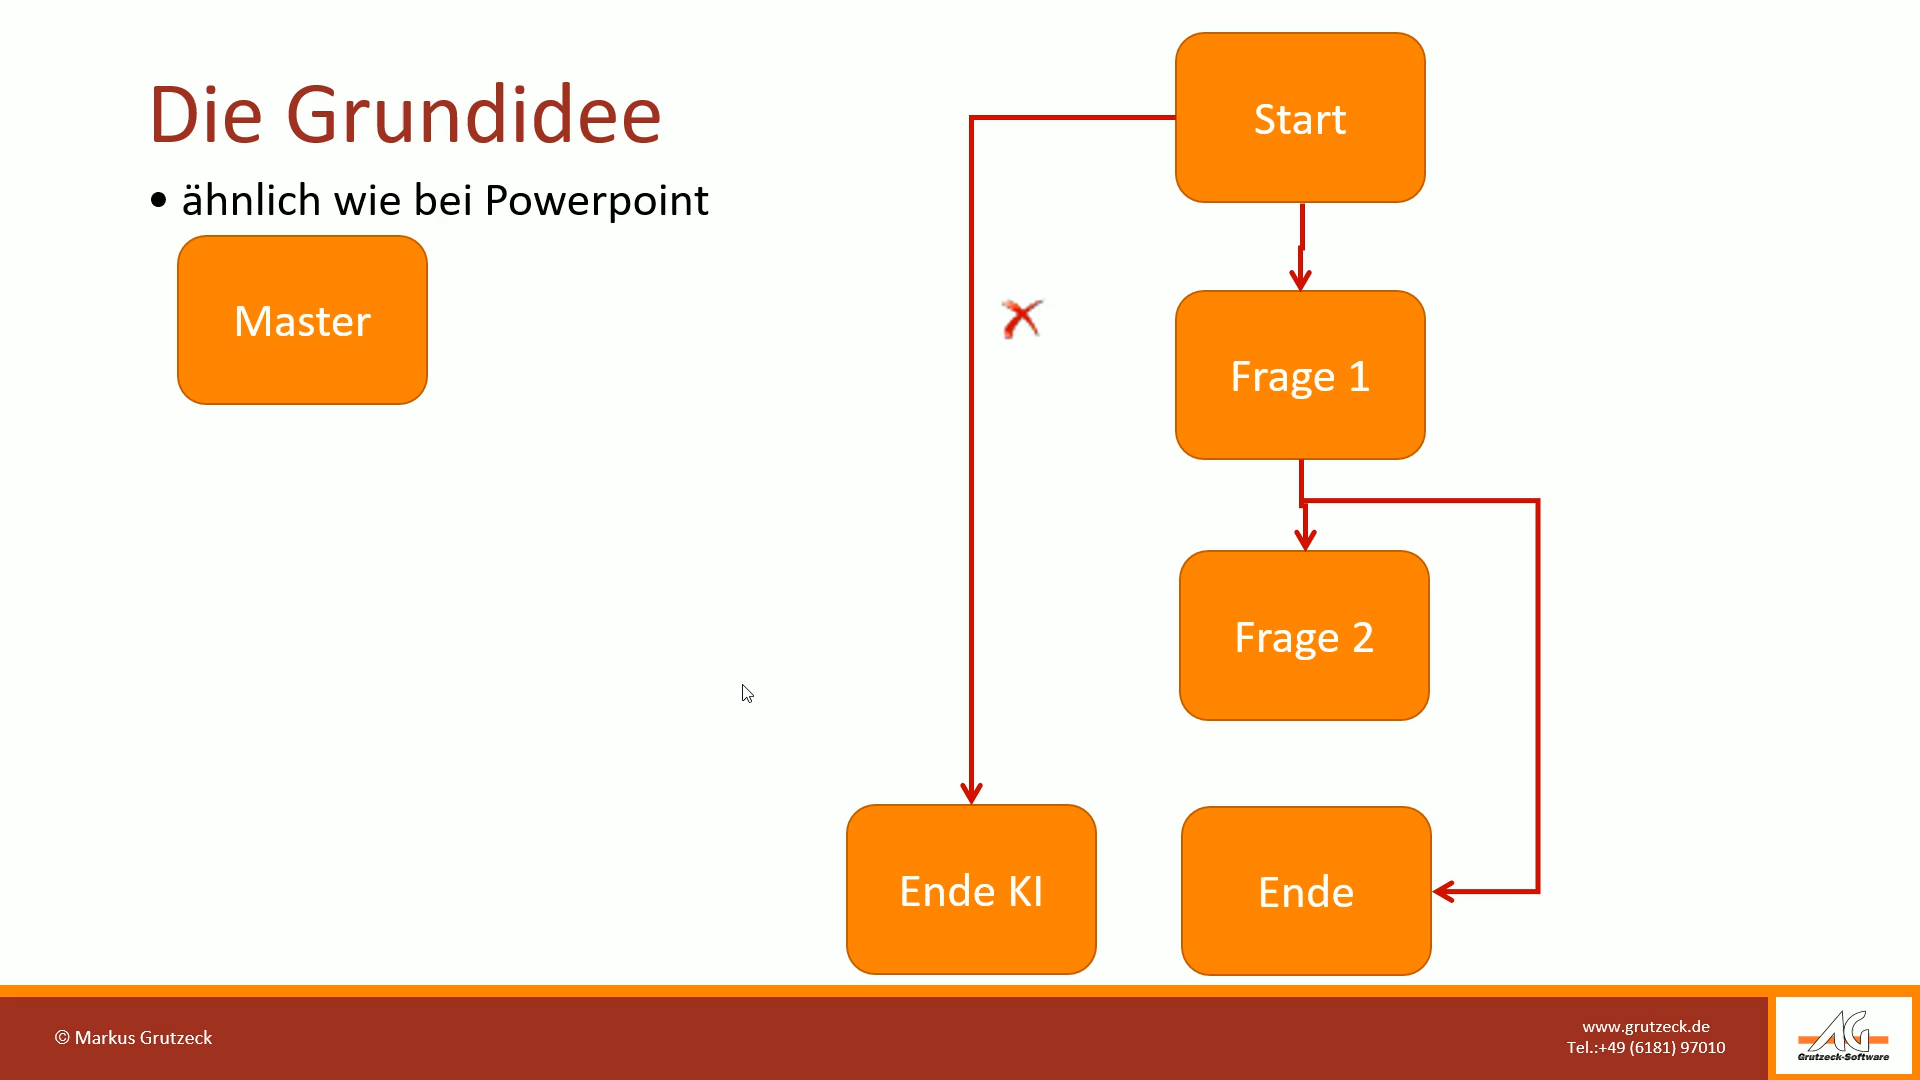 Die Grundidee
• ähnlich wie bei Powerpoint
Master
Start
Frage 1
Frage 2
Ende KI
Ende
© Markus Grutzeck
www.grutzeck.de
Tel.:+49 (6181) 97010
AG
Grutzeck-Software